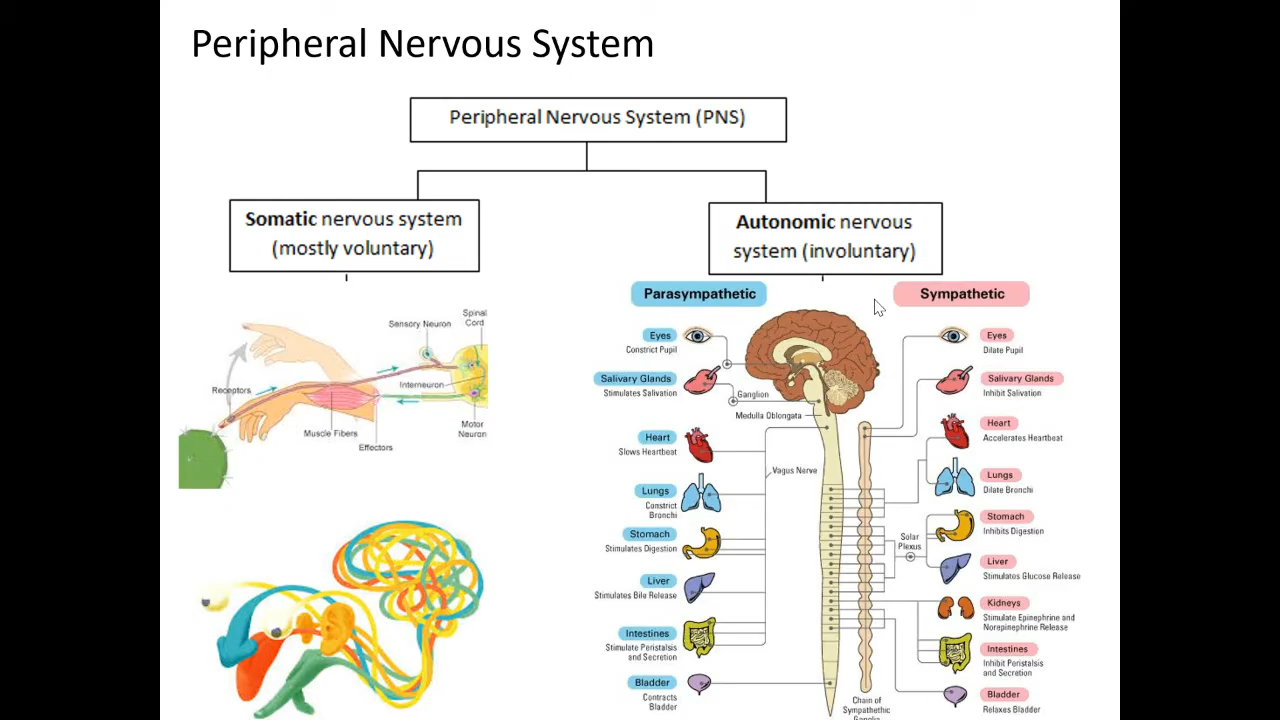 Peripheral Nervous System
Peripheral Nervous System (PNS)
Somatic nervous system
(mostly voluntary)
Autonomic nervous
system (involuntary)
Receptors
Sensory Neuron
Spinal
Cord
Interneuron
Muscle Fibers
Effectors
Motor
Neuron
Parasympathetic
Eyes
Constrict Pupil
Salivary Glands
Stimulates Salivation
Heart
Slows Heartbeat
Lungs
Constrict
Bronchi
Stomach
Stimulates Digestion
Liver
Stimulates Bile Release
Intestines
Stimulate Peristalsis
and Secretion
Bladder
Contracts
Bladder
Ganglion
Medulla Oblongata
Vagus Nerve
Solar
Plexus
Chain of
Sympathethic
Ganglia
Sympathetic
Eyes
Dilate Pupil
Salivary Glands
Inhibit Salivation
Heart
Accelerates Heartbeat
Lungs
Dilate Bronchi
Stomach
Inhibits Digestion
Liver
Stimulates Glucose Release
Kidneys
Stimulate Epinephrine and
Norepinephrine Release
Intestines
Inhibit Peristalsis
and Secretion
Bladder
Relaxes Bladder